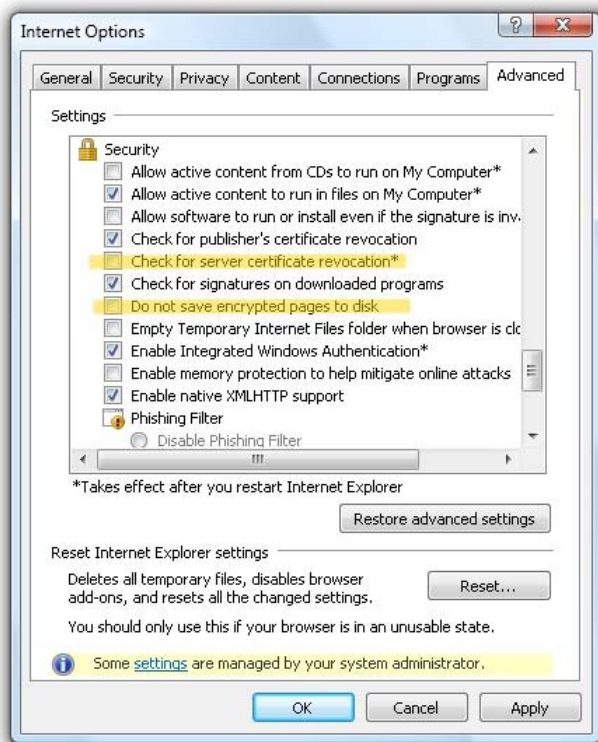 Internet Options
General Security Privacy Content Connections Programs Advanced
Settings
Security
Allow active content from CDs to run on My Computer*
Allow active content to run in files on My Computer*
Allow software to run or install even if the signature is
Check for publisher's certificate revocation
Check for server certificate revocation*
Check for signatures on downloaded programs
Do not save encrypted pages to disk
Empty Temporary Internet Files folder when browser is
Enable Integrated Windows Authentication*
Enable memory protection to help mitigate online attacks
Enable native XMLHTTP support
Phishing Filter
Disable Phishing Filter
*Takes effect after you restart Internet Explorer
Restore advanced settings
Reset Internet Explorer settings
Deletes all temporary files, disables browser
add-ons, and resets all the changed settings.
Reset...
You should only use this if your browser is in an unusable state.
Some settings are managed by your system administrator.
OK Cancel Apply